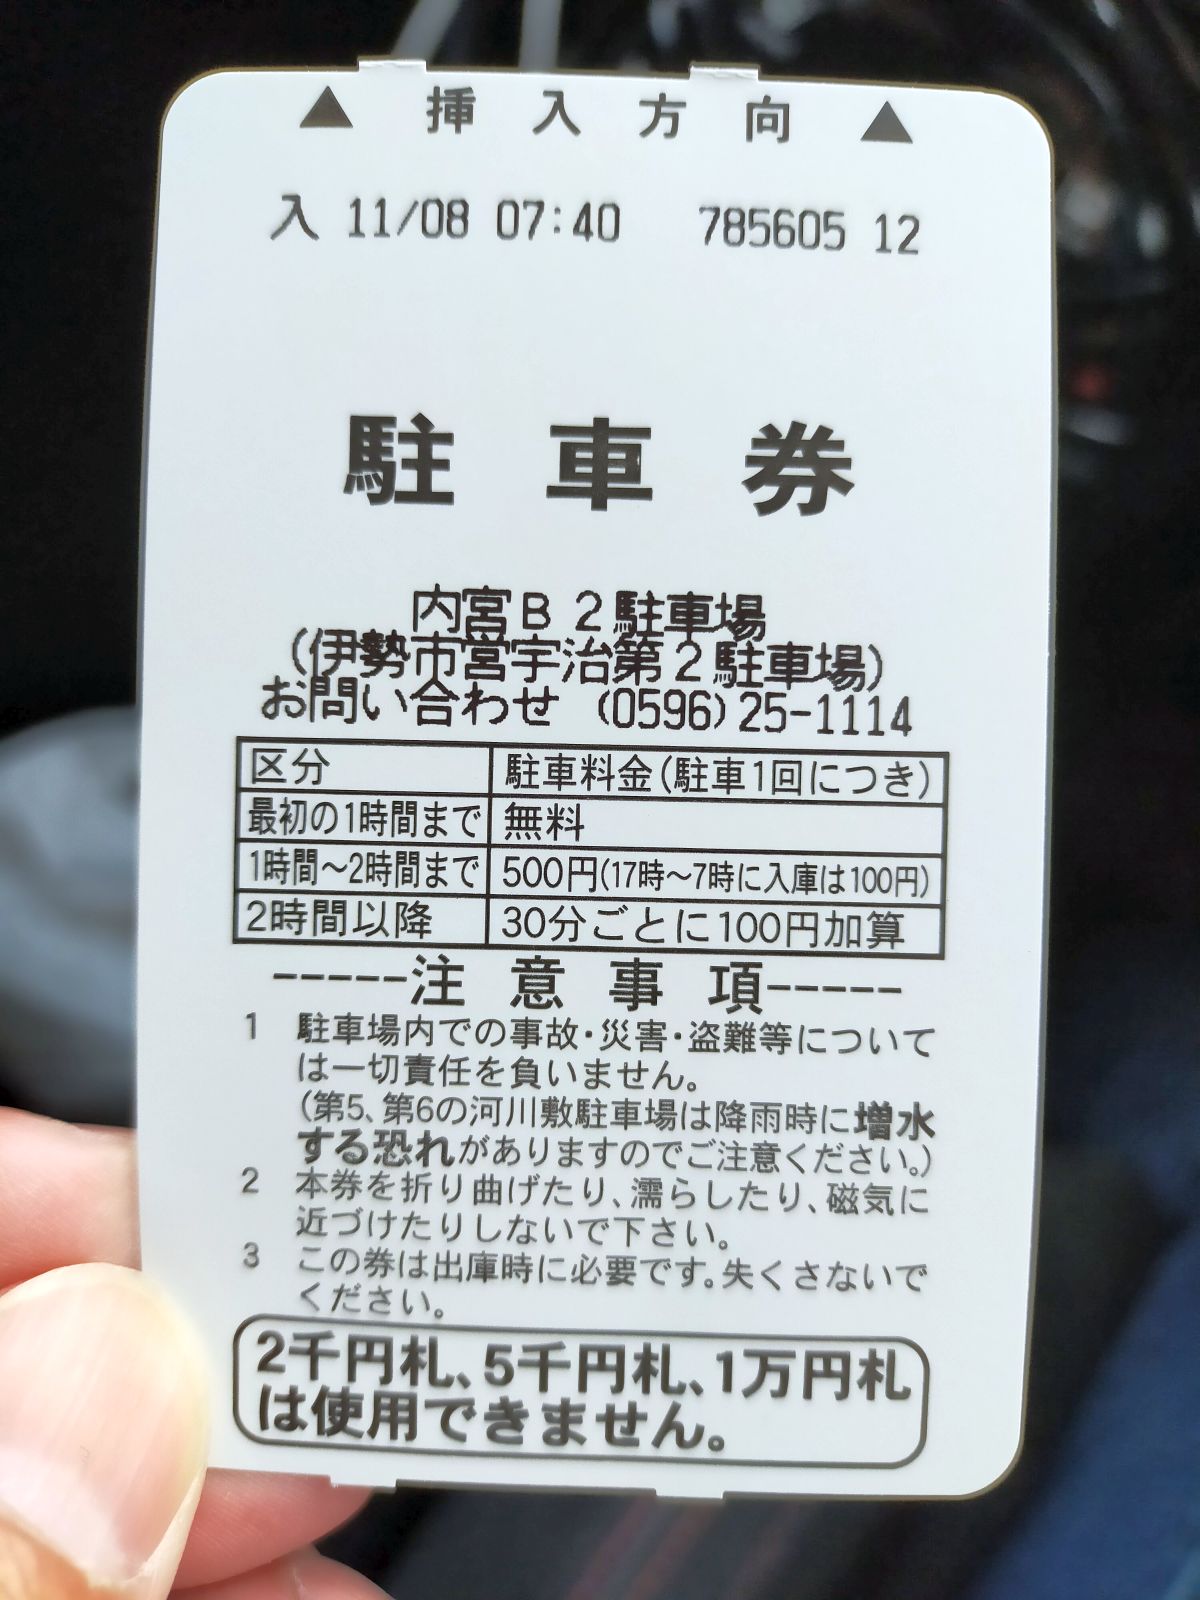 ▲ 挿入方向 ▲
入 11/08 07:40 785605 12
駐車券
内宮B2駐車場
(伊勢市営宇治第2駐車場)
お問い合わせ (0596)25-1114
区分 駐車料金(駐車1回につき)
最初の1時間まで 無料
1時間〜2時間まで 500円(17時〜7時に入庫は100円)
2時間以降 30分ごとに100円加算
-----注意事項-----
1 駐車場内での事故・災害・盗難等について
は一切責任を負いません。
(第5、第6の河川敷駐車場は降雨時に増水
する恐れがありますのでご注意ください。)
2 本券を折り曲げたり、濡らしたり、磁気に
近づけたりしないで下さい。
3 この券は出庫時に必要です。失くさないで
ください。
2千円札、5千円札、1万円札
は使用できません。